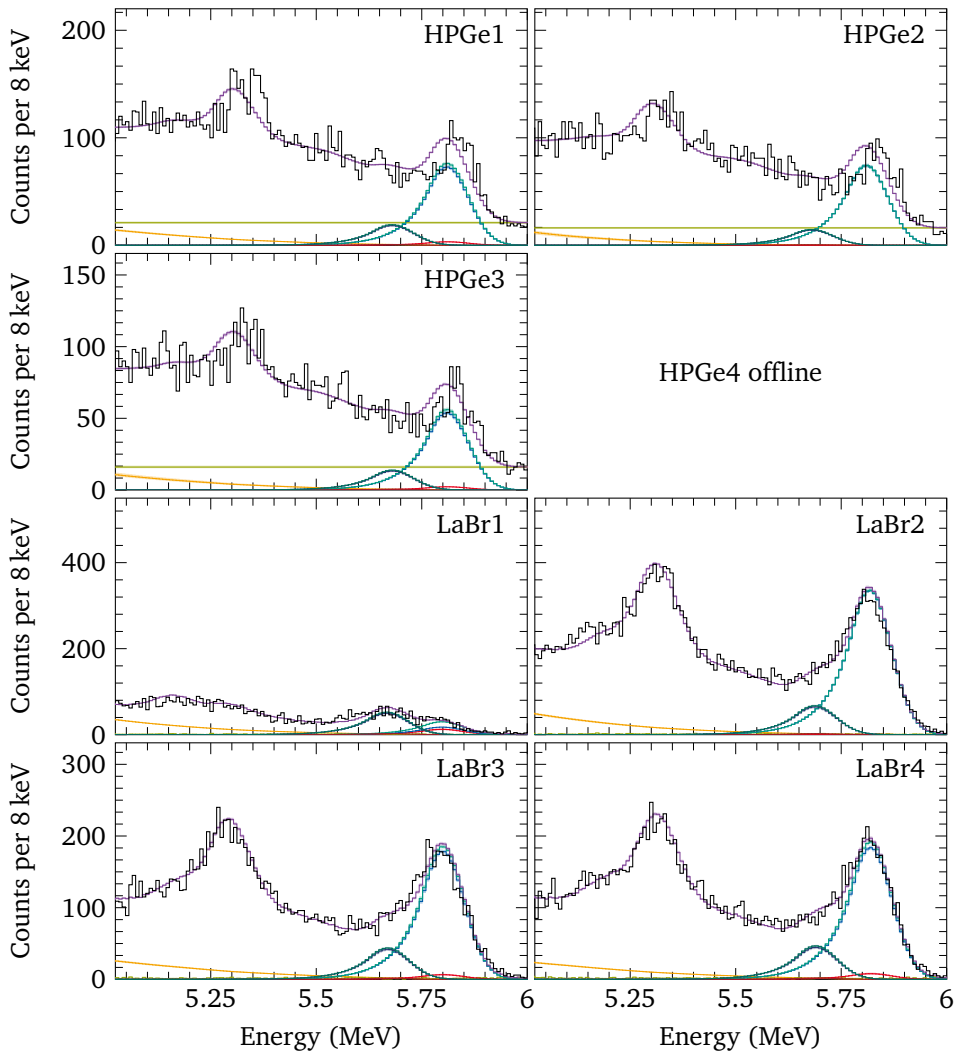 HPGe1
HPGe2
Counts per 8 keV
200
100
0
HPGe3
HPGe4 offline
Counts per 8 keV
150
100
50
0
LaBr1
LaBr2
Counts per 8 keV
400
200
0
LaBr3
LaBr4
Counts per 8 keV
300
200
100
0
5.25 5.5 5.75 6
5.25 5.5 5.75 6
Energy (MeV)
Energy (MeV)